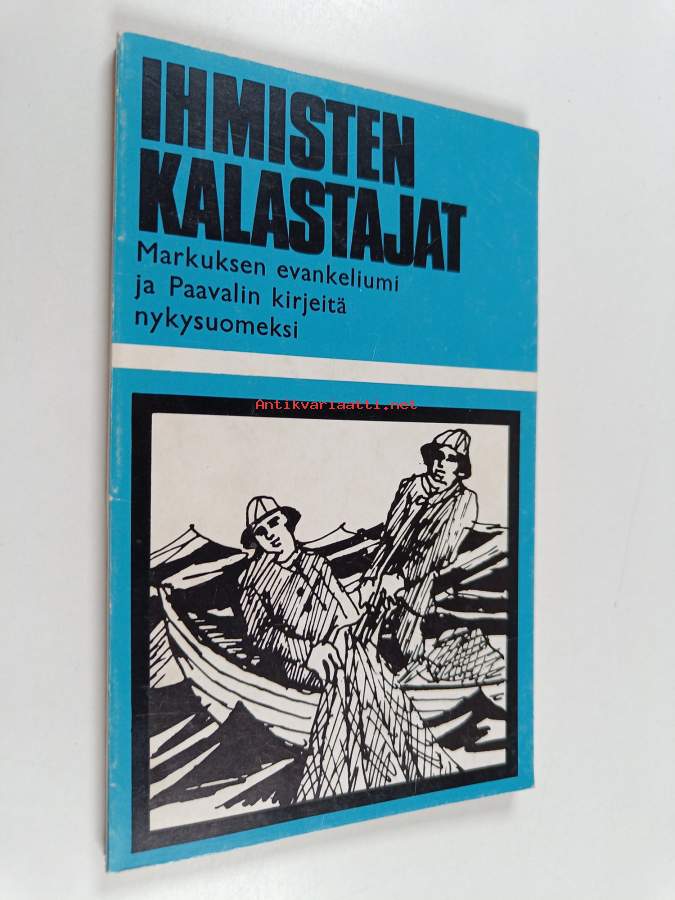 IHMISTEN
KALASTAJAT
Markuksen evankeliumi
ja Paavalin kirjeitä
nykysuomeksi
Antikvariaatti.net